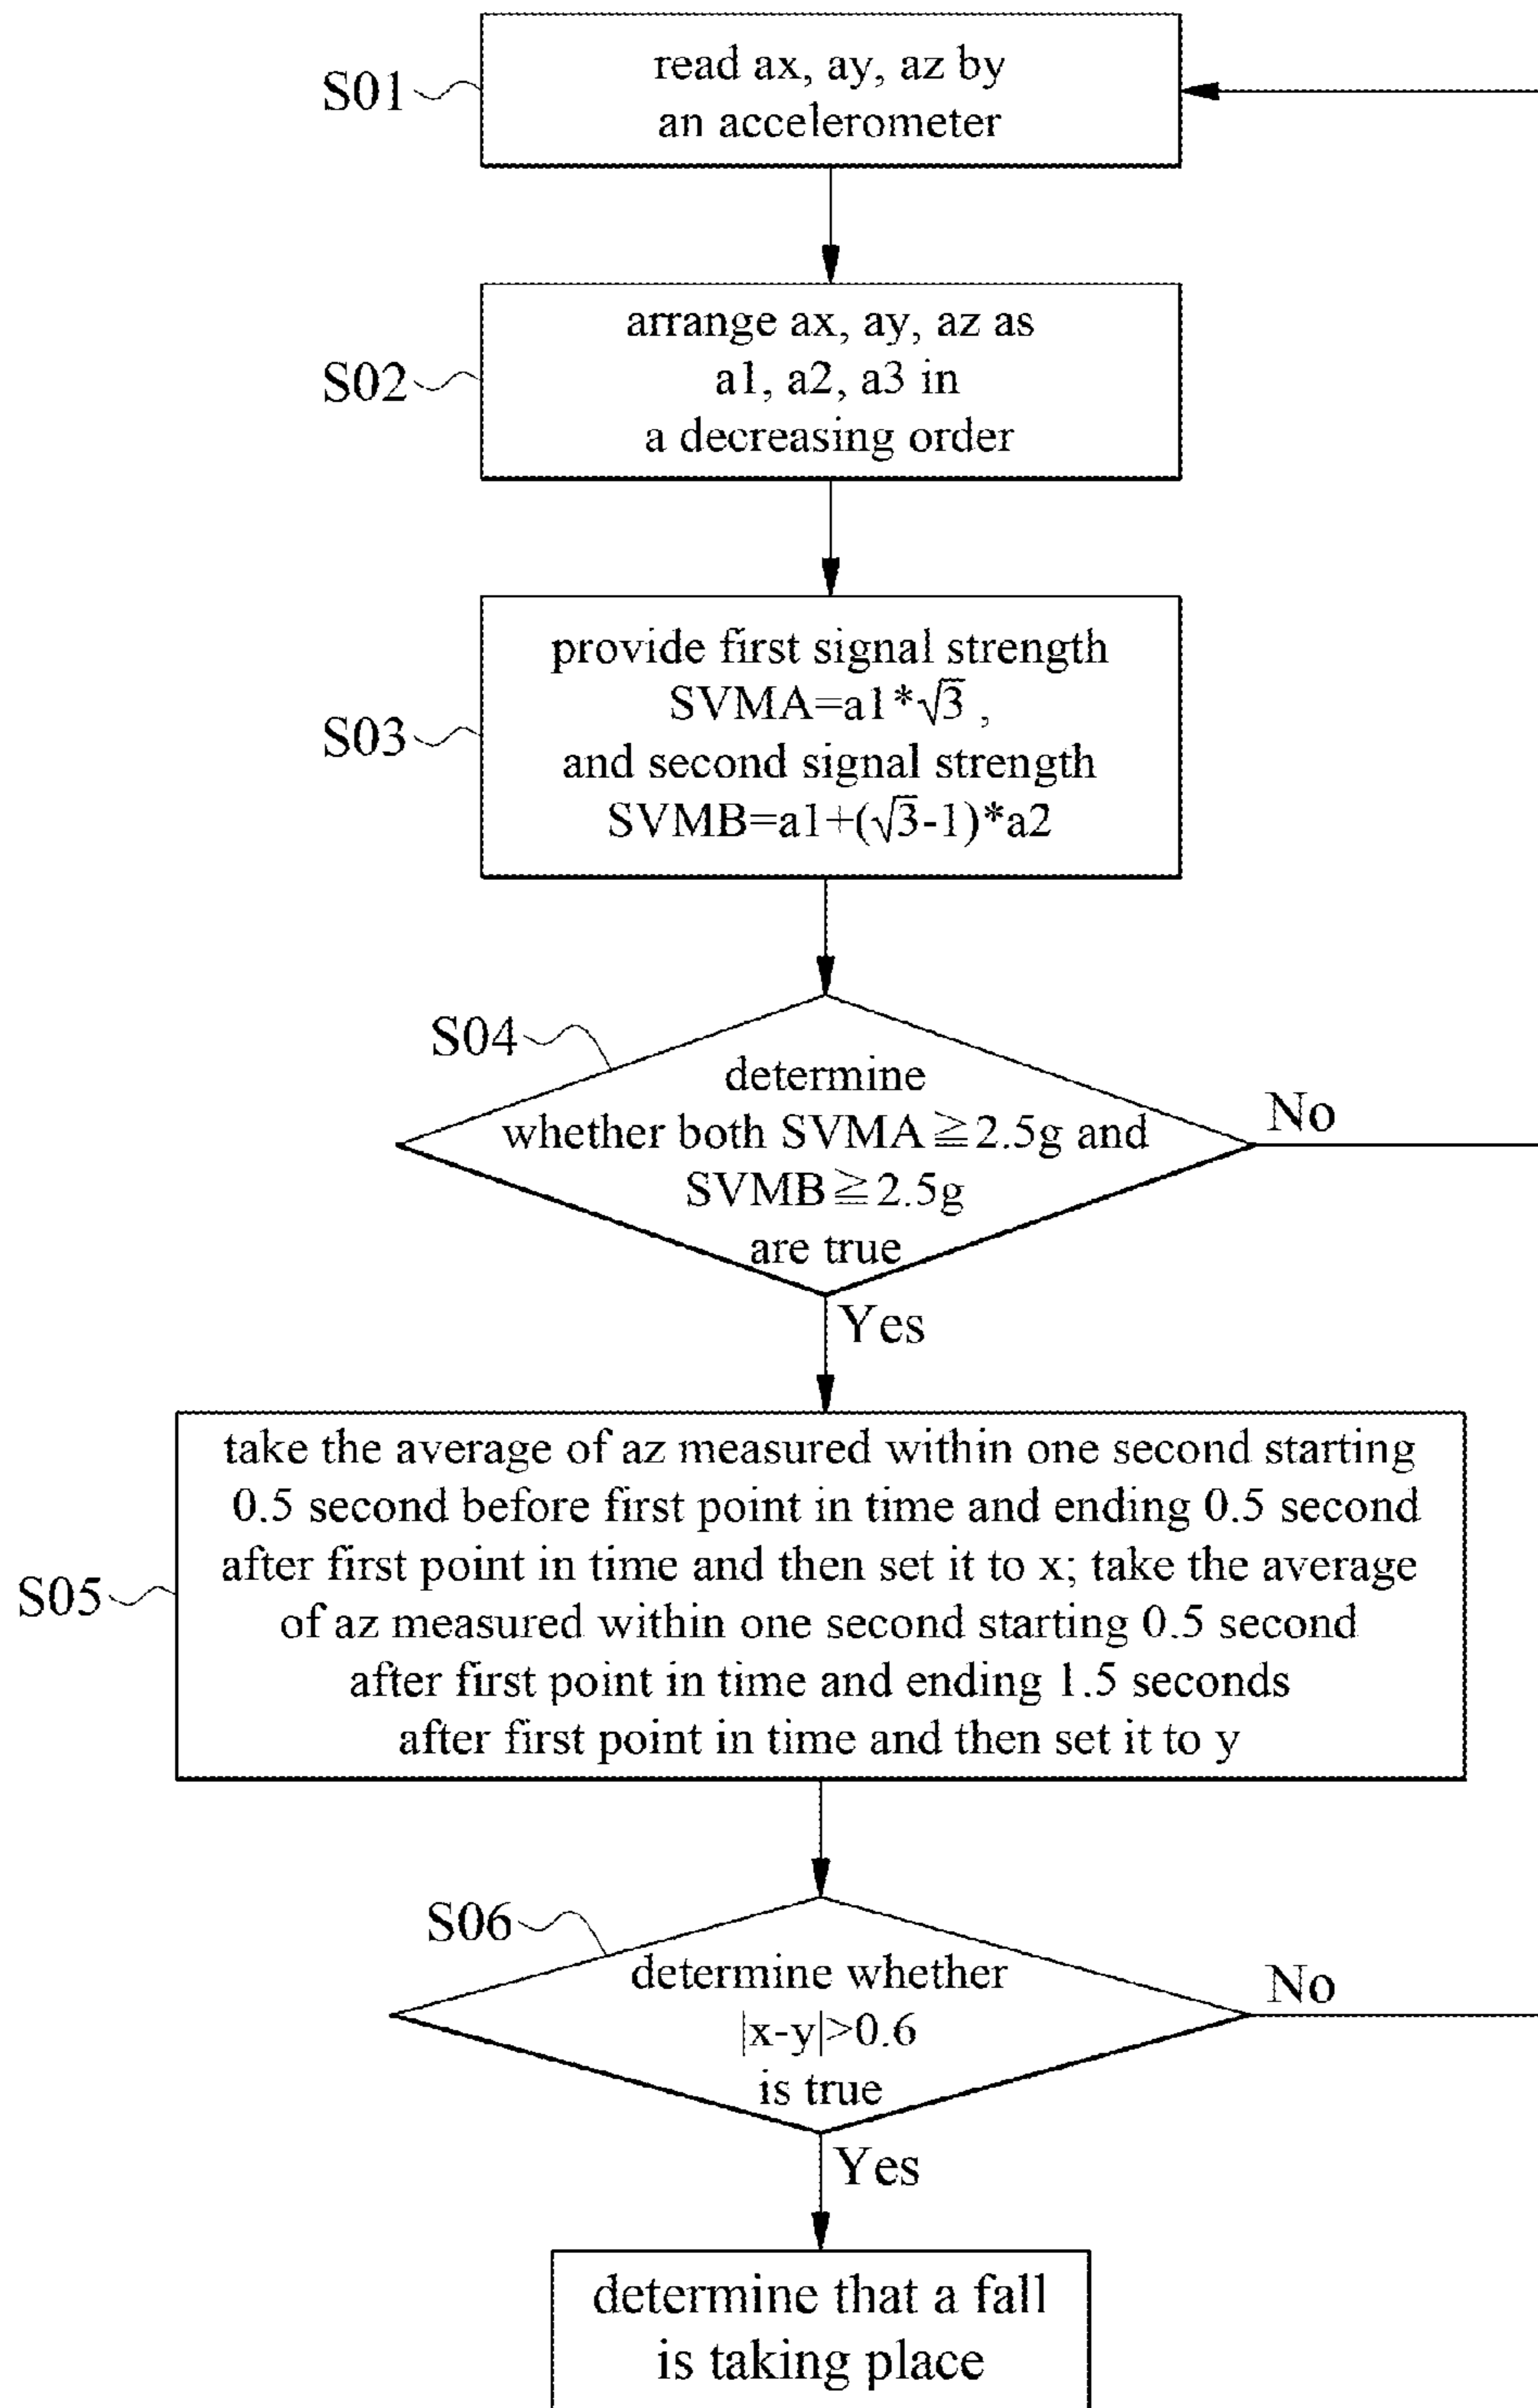 S01
read ax, ay, az by
an accelerometer
S02
arrange ax, ay, az as
a1, a2, a3 in
a decreasing order
S03
provide first signal strength
SVMA=a1*√3 ,
and second signal strength
SVMB=a1+(√3-1)*a2
S04
determine
whether both SVMA≧2.5g and
SVMB≧2.5g
are true
No
Yes
S05
take the average of az measured within one second starting
0.5 second before first point in time and ending 0.5 second
after first point in time and then set it to x; take the average
of az measured within one second starting 0.5 second
after first point in time and ending 1.5 seconds
after first point in time and then set it to y
S06
determine whether
|x-y|>0.6
is true
No
Yes
determine that a fall
is taking place